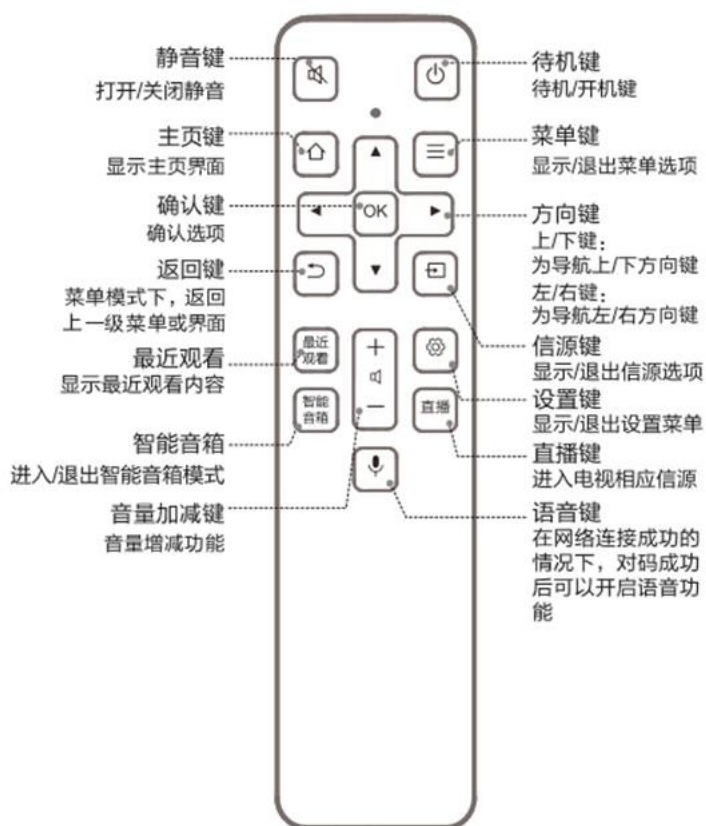 静音键
打开/关闭静音
主页键
显示主页界面
确认键
确认选项
返回键
菜单模式下，返回
上一级菜单或界面
最近观看
显示最近观看内容
智能音箱
进入/退出智能音箱模式
音量加减键
音量增减功能
OK
最近
观看
智能
音箱
直播
待机键
待机/开机键
菜单键
显示/退出菜单选项
方向键
上/下键：
为导航上/下方向键
左/右键：
为导航左/右方向键
信源键
显示/退出信源选项
设置键
显示/退出设置菜单
直播键
进入电视相应信源
语音键
在网络连接成功的
情况下，对码成功
后可以开启语音功
能